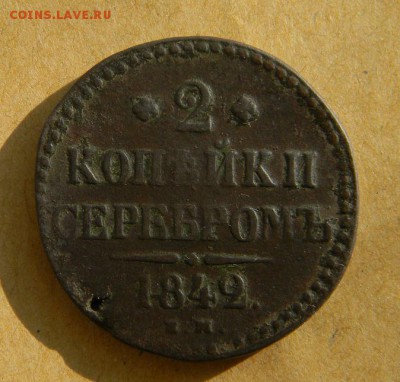 COINS.LAVE.RU
* 2 *
КОПѢЙКИ
СЕРЕБРОМЪ
1842.